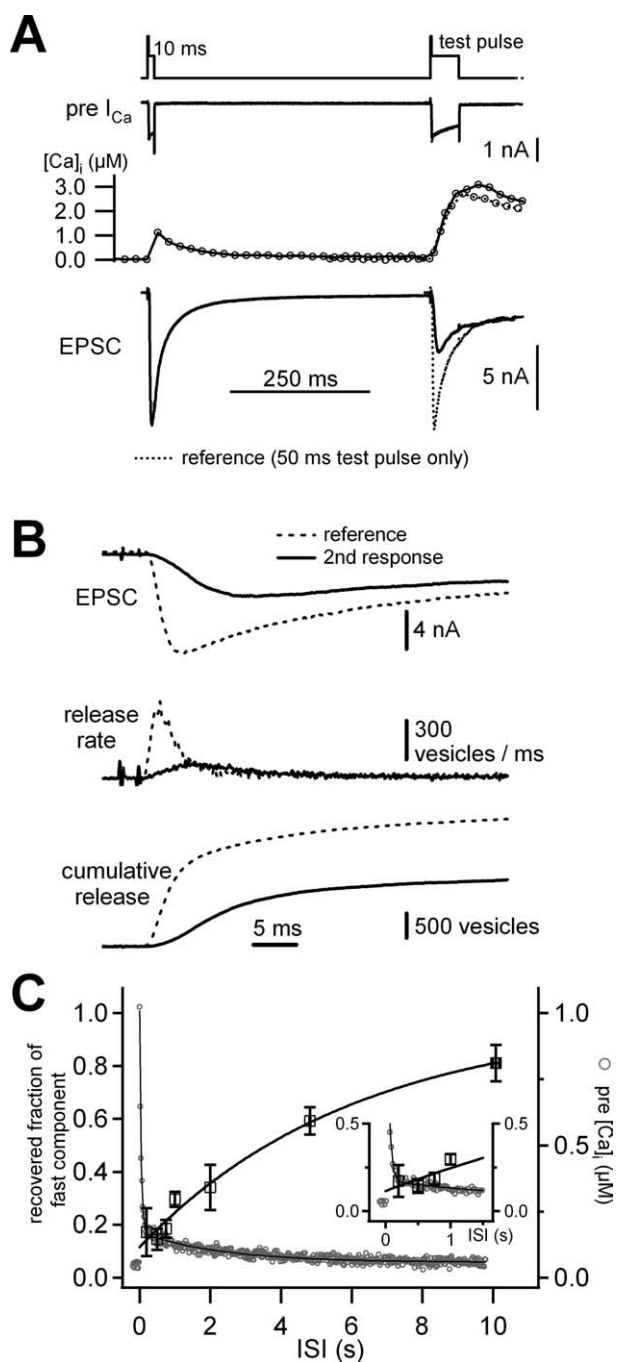 A
10 ms
test pulse
pre I_Ca
1 nA
[Ca]i (µM)
3.0
2.0
1.0
0.0
EPSC
250 ms
5 nA
reference (50 ms test pulse only)
B
reference
2nd response
EPSC
4 nA
release
rate
300
vesicles / ms
cumulative
release
5 ms
500 vesicles
C
recovered fraction of
fast component
1.0
0.8
0.6
0.4
0.2
0.0
1.0
0.5
0.0
pre [Ca]i (µM)
0.5
0.0
0.5
0.0
0
1
ISI (s)
0
2
4
6
8
10
ISI (s)